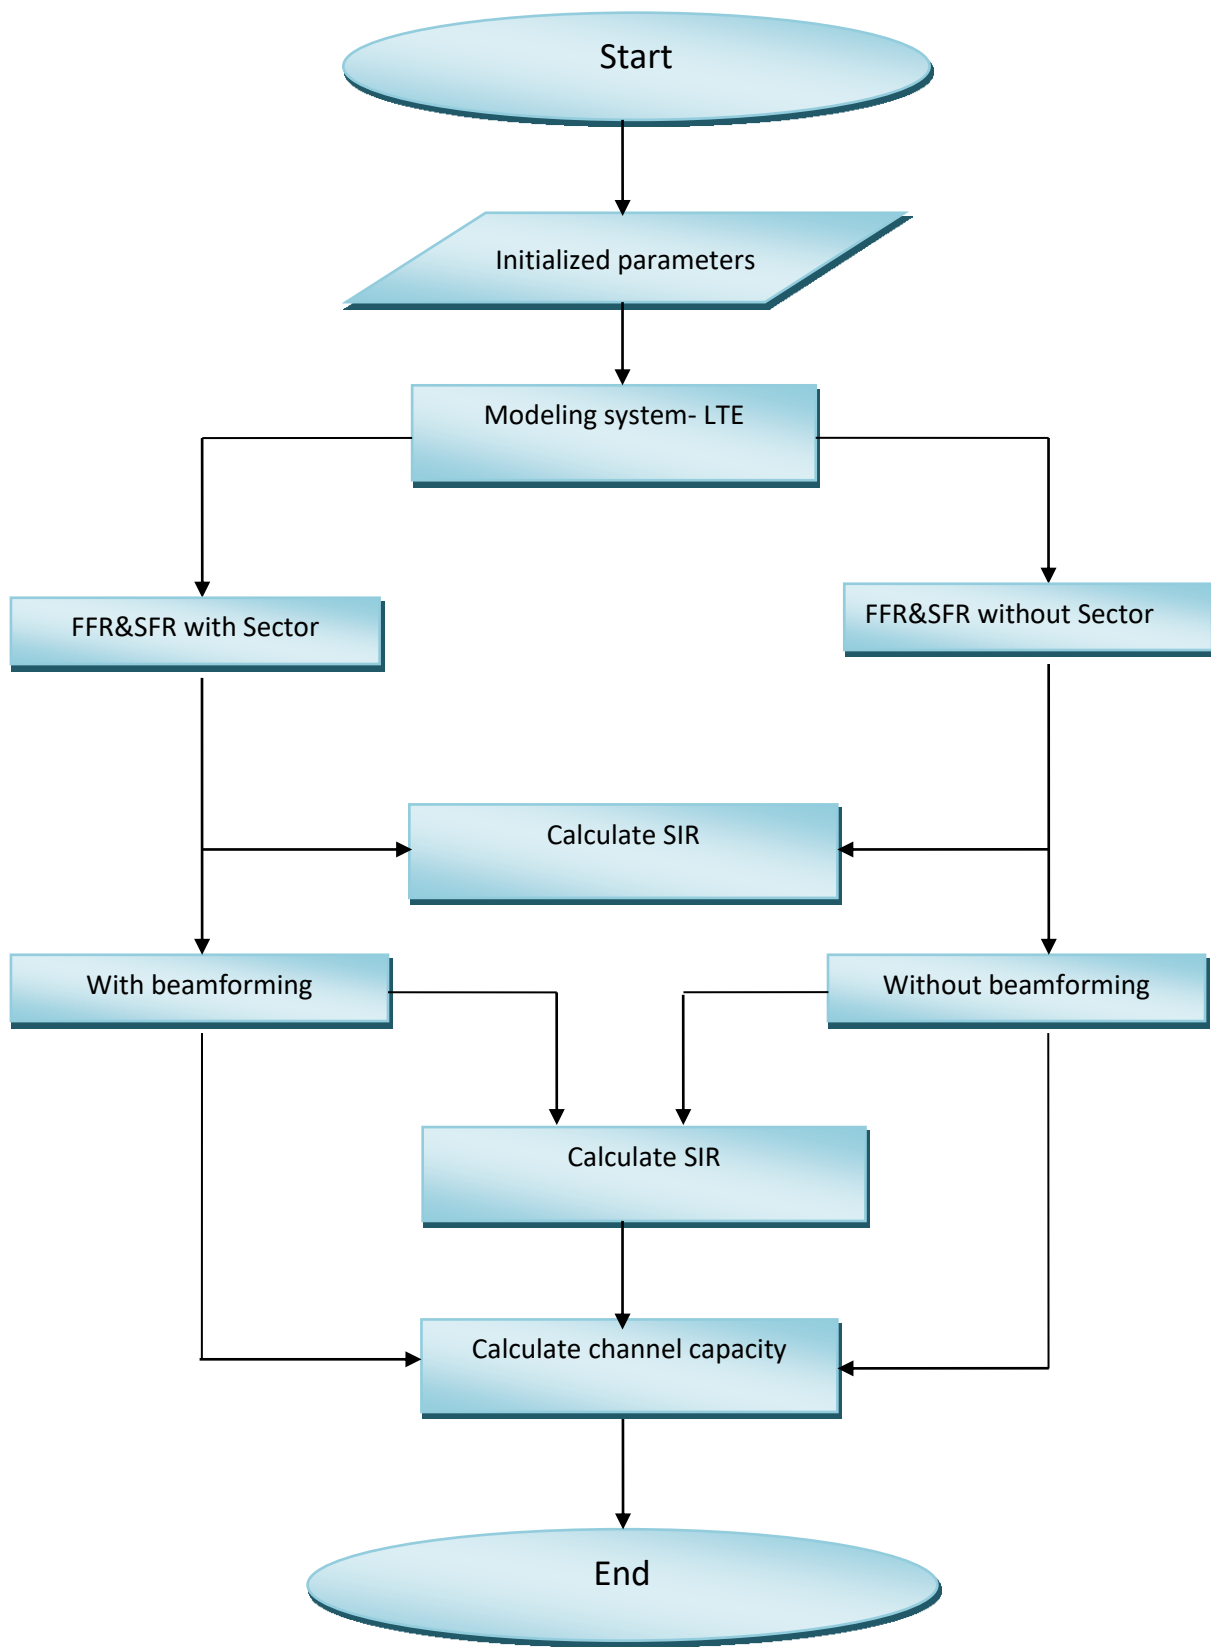 Start
Initialized parameters
Modeling system- LTE
FFR&SFR with Sector
FFR&SFR without Sector
Calculate SIR
With beamforming
Without beamforming
Calculate SIR
Calculate channel capacity
End